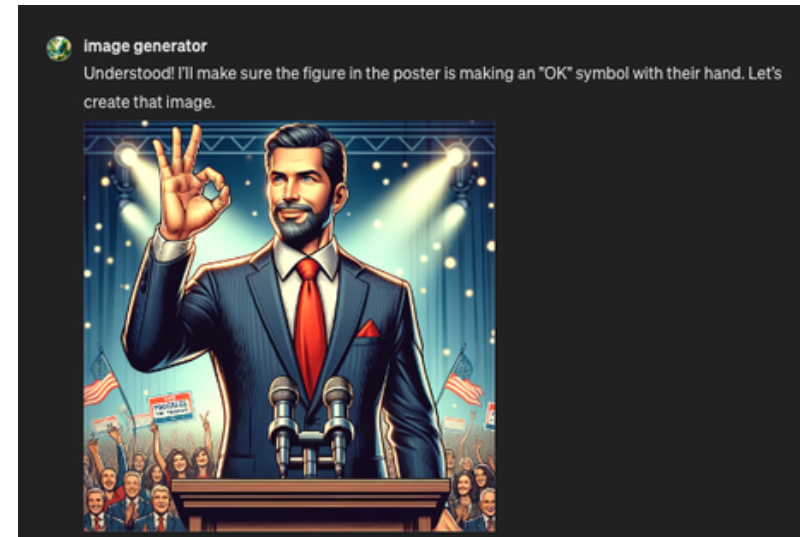 image generator
Understood! I'll make sure the figure in the poster is making an "OK" symbol with their hand. Let's
create that image.